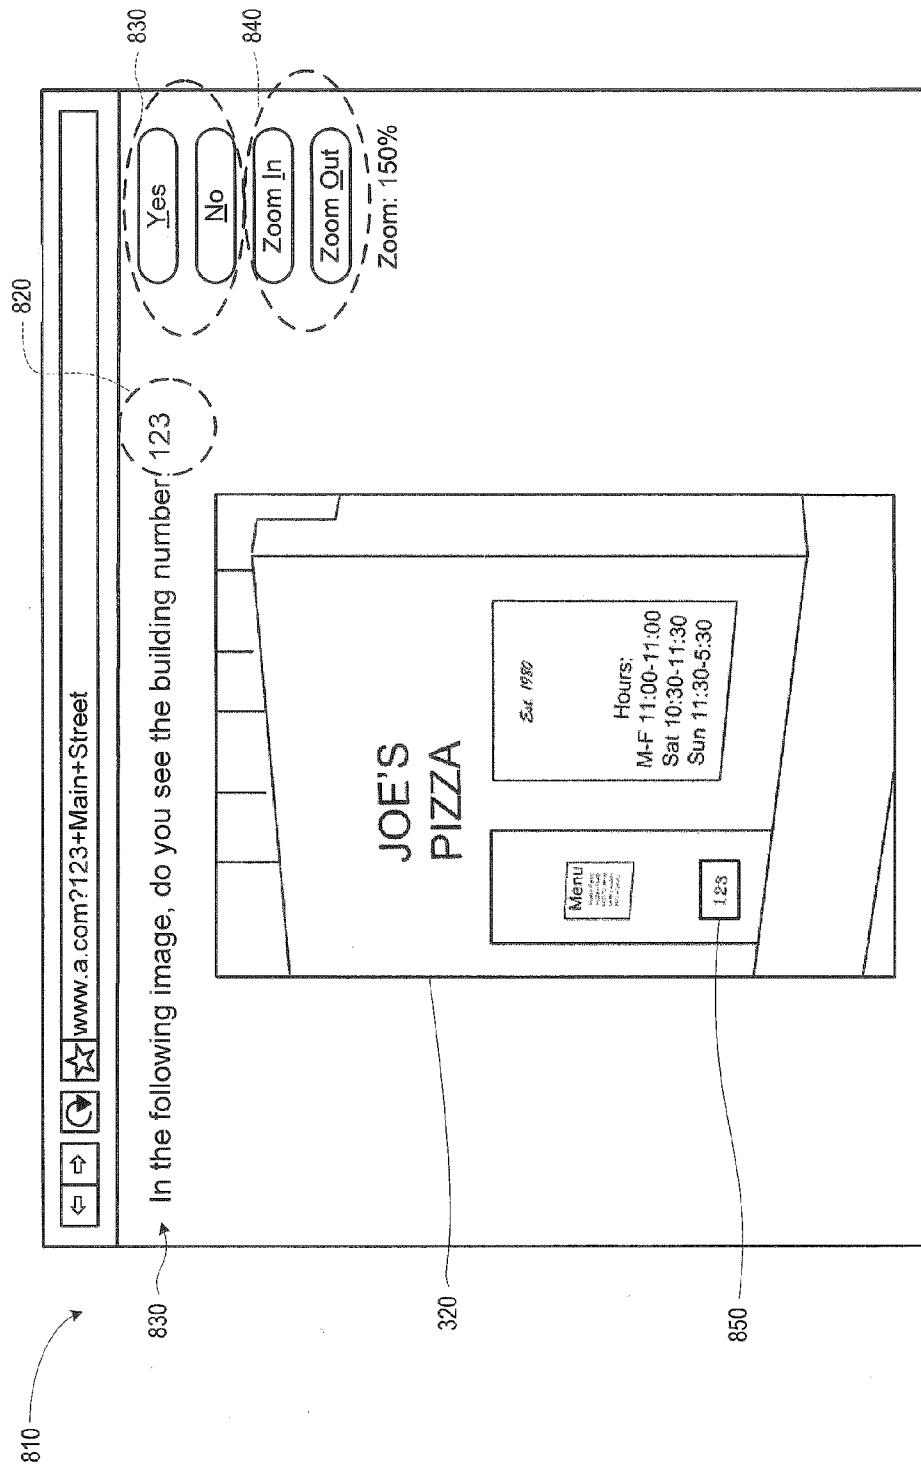 810
820
830
840
www.a.com?123+Main+Street
830
In the following image, do you see the building number: 123
Yes
No
Zoom In
Zoom Out
Zoom: 150%
320
JOE'S
PIZZA
Est. 1980
Hours:
M-F 11:00-11:00
Sat 10:30-11:30
Sun 11:30-5:30
Menu
123
850